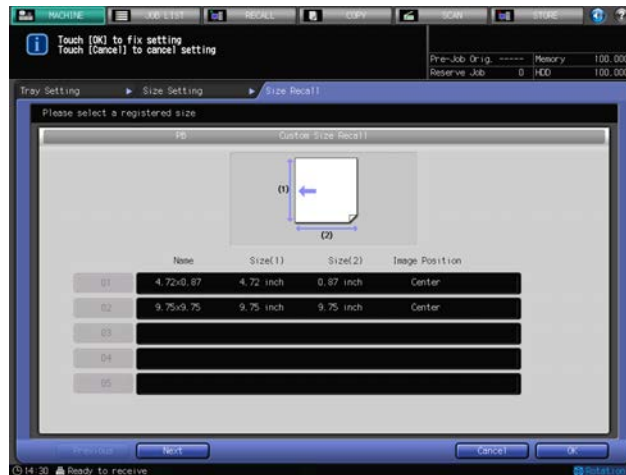 MACHINE JOB LIST RECALL COPY SCAN STORE
Touch [OK] to fix setting
Touch [Cancel] to cancel setting
Pre-Job Orig. ----- Memory 100.000
Reserve Job 0 HDD 100.000
Tray Setting Size Setting Size Recall
Please select a registered size
PB Custom Size Recall
(1)
(2)
Name Size(1) Size(2) Image Position
01 4.72x0.87 4.72 inch 0.87 inch Center
02 9.75x9.75 9.75 inch 9.75 inch Center
03
04
05
Previous Next Cancel OK
14:30 Ready to receive Rotation